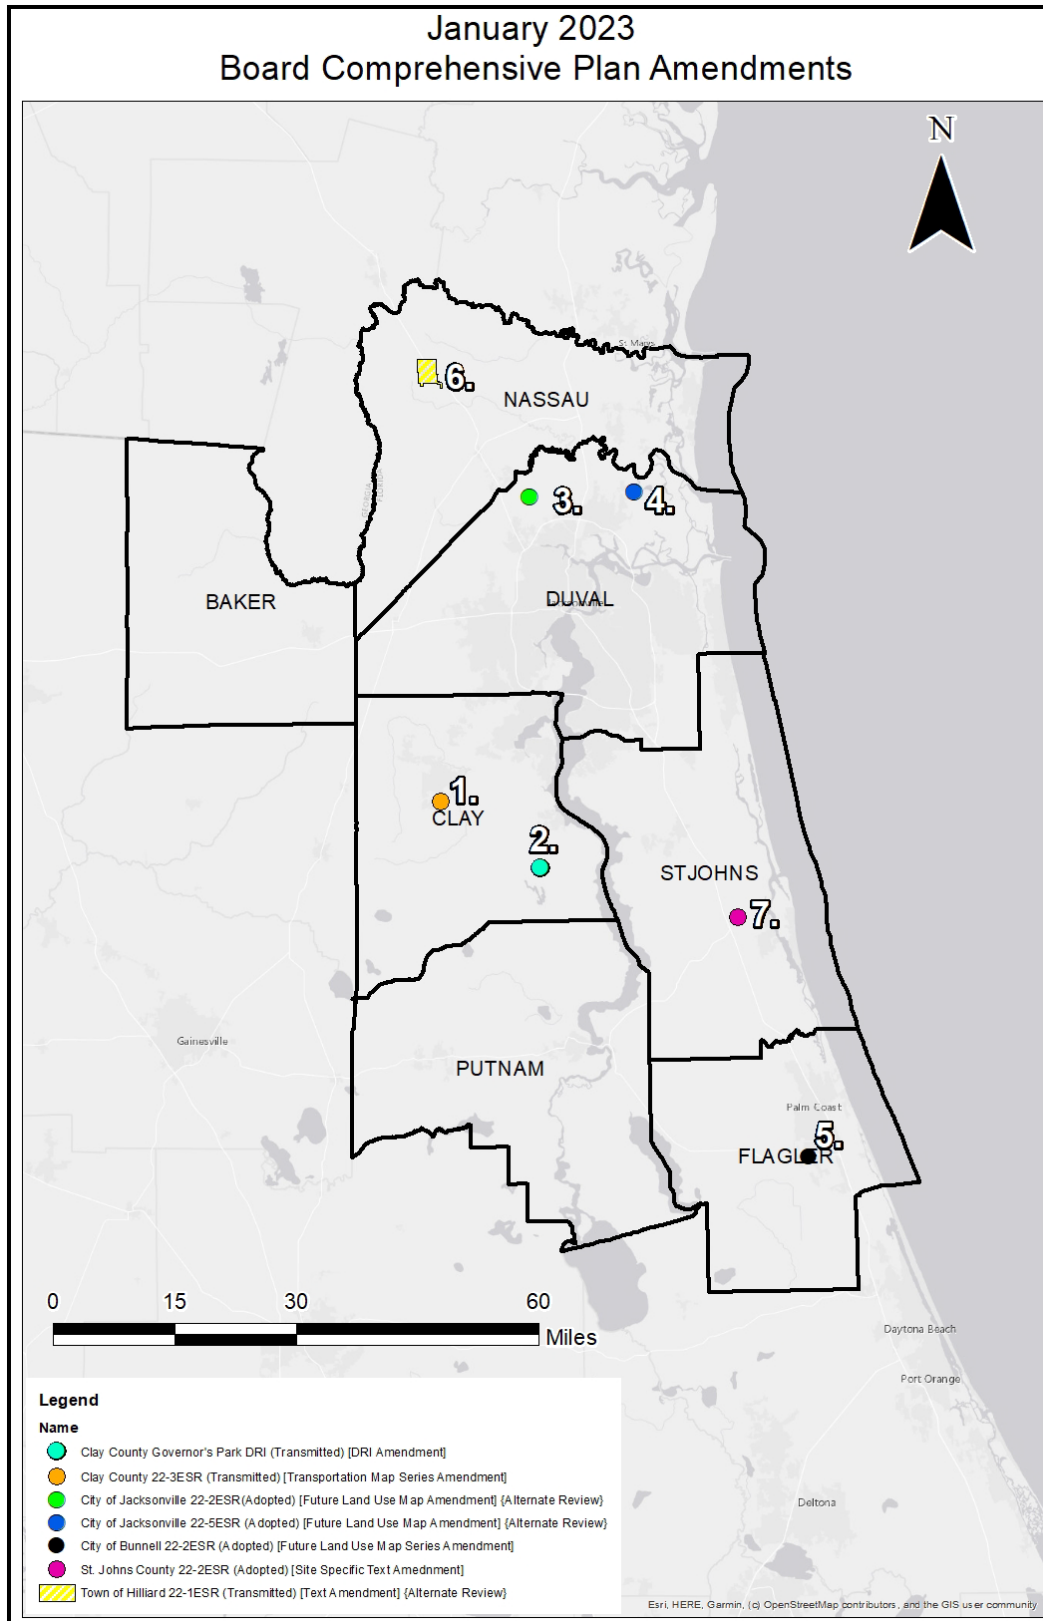 January 2023
Board Comprehensive Plan Amendments
N
St Marys
6.
NASSAU
GEORGIA
FLORIDA
3.
4.
BAKER
DUVAL
1.
CLAY
2.
STJOHNS
7.
Gainesville
PUTNAM
Palm Coast
5.
FLAGLER
0 15 30 60
Miles
Daytona Beach
Port Orange
Deltona
Legend
Name
Clay County Governor's Park DRI (Transmitted) [DRI Amendment]
Clay County 22-3ESR (Transmitted) [Transportation Map Series Amendment]
City of Jacksonville 22-2ESR(Adopted) [Future Land Use Map Amendment] {Alternate Review}
City of Jacksonville 22-5ESR (Adopted) [Future Land Use Map Amendment] {Alternate Review}
City of Bunnell 22-2ESR (Adopted) [Future Land Use Map Series Amendment]
St. Johns County 22-2ESR (Adopted) [Site Specific Text Amednment]
Town of Hilliard 22-1ESR (Transmitted) [Text Amendment] {Alternate Review}
Esri, HERE, Garmin, (c) OpenStreetMap contributors, and the GIS user community